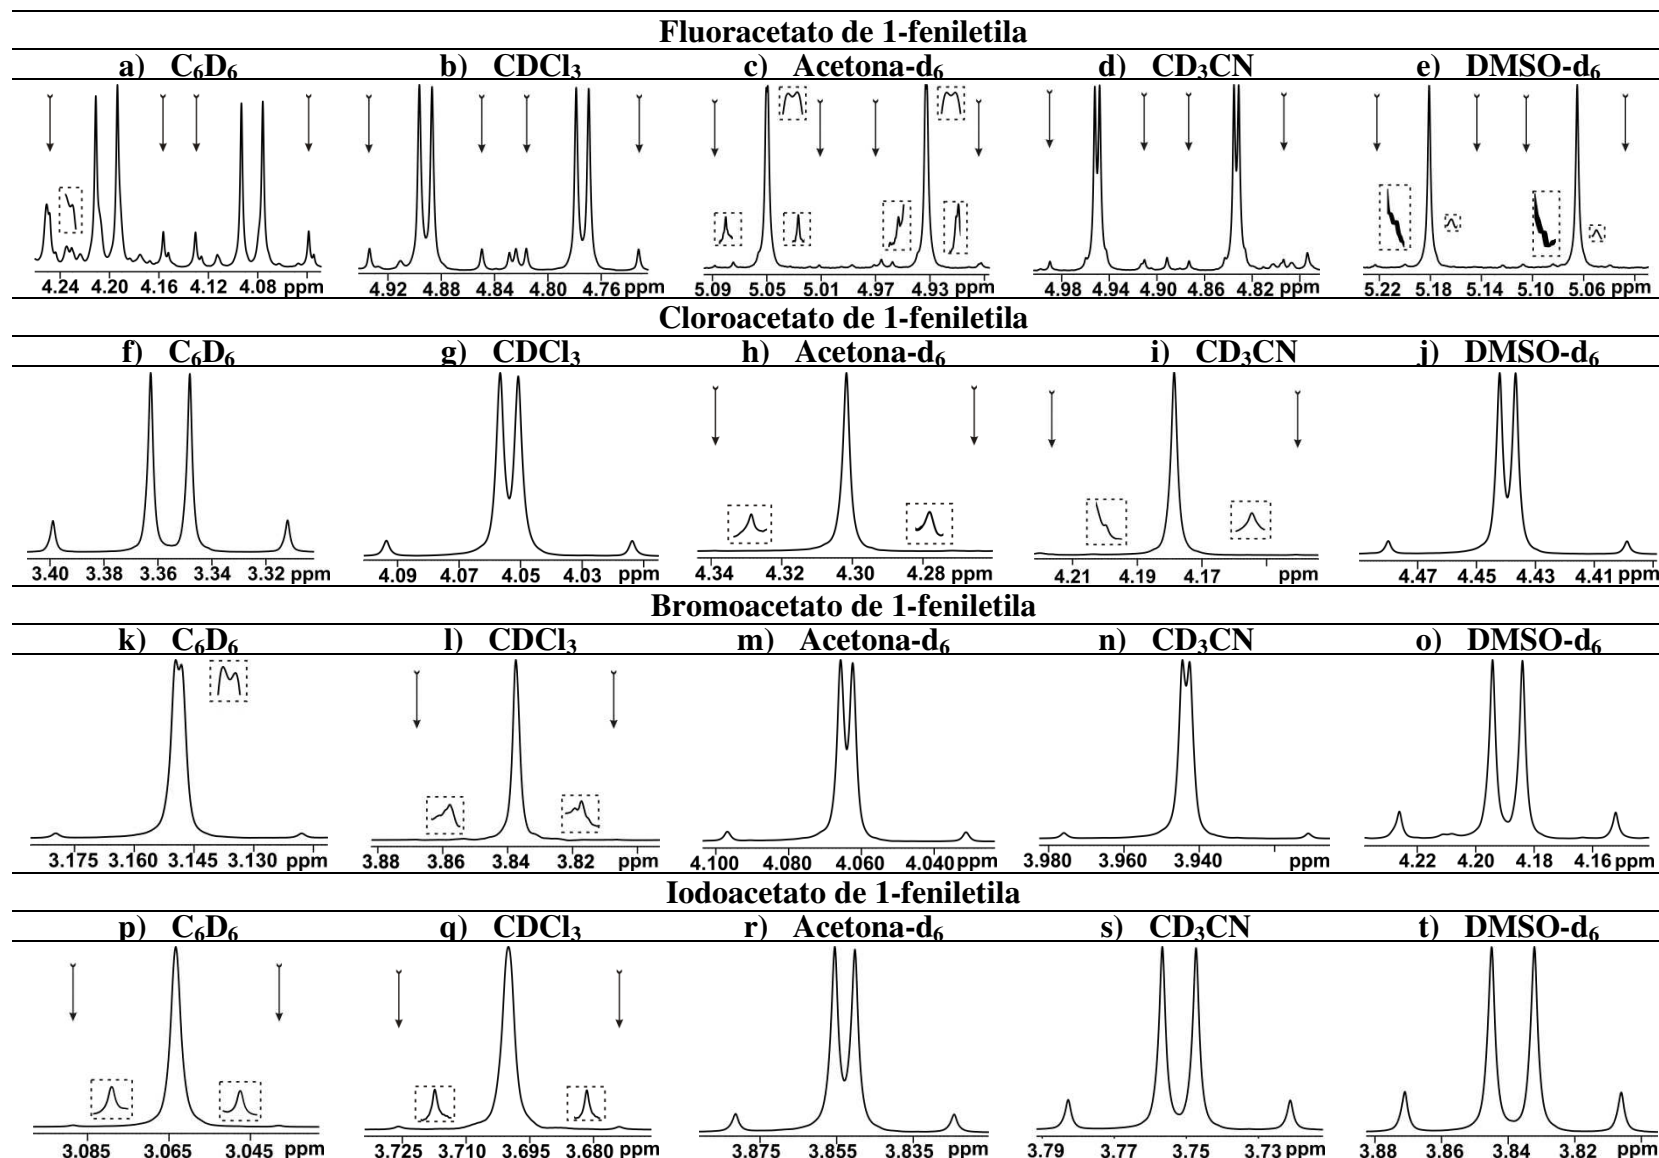 Fluoracetato de 1-feniletila
a) C₆D₆ b) CDCl₃ c) Acetona-d₆ d) CD₃CN e) DMSO-d₆
4.24 4.20 4.16 4.12 4.08 ppm 4.92 4.88 4.84 4.80 4.76 ppm 5.09 5.05 5.01 4.97 4.93 ppm 4.98 4.94 4.90 4.86 4.82 ppm 5.22 5.18 5.14 5.10 5.06 ppm
Cloroacetato de 1-feniletila
f) C₆D₆ g) CDCl₃ h) Acetona-d₆ i) CD₃CN j) DMSO-d₆
3.40 3.38 3.36 3.34 3.32 ppm 4.09 4.07 4.05 4.03 ppm 4.34 4.32 4.30 4.28 ppm 4.21 4.19 4.17 ppm 4.47 4.45 4.43 4.41 ppm
Bromoacetato de 1-feniletila
k) C₆D₆ l) CDCl₃ m) Acetona-d₆ n) CD₃CN o) DMSO-d₆
3.175 3.160 3.145 3.130 ppm 3.88 3.86 3.84 3.82 ppm 4.100 4.080 4.060 4.040 ppm 3.980 3.960 3.940 ppm 4.22 4.20 4.18 4.16 ppm
Iodoacetato de 1-feniletila
p) C₆D₆ q) CDCl₃ r) Acetona-d₆ s) CD₃CN t) DMSO-d₆
3.085 3.065 3.045 ppm 3.725 3.710 3.695 3.680 ppm 3.875 3.855 3.835 ppm 3.79 3.77 3.75 3.73 ppm 3.88 3.86 3.84 3.82 ppm